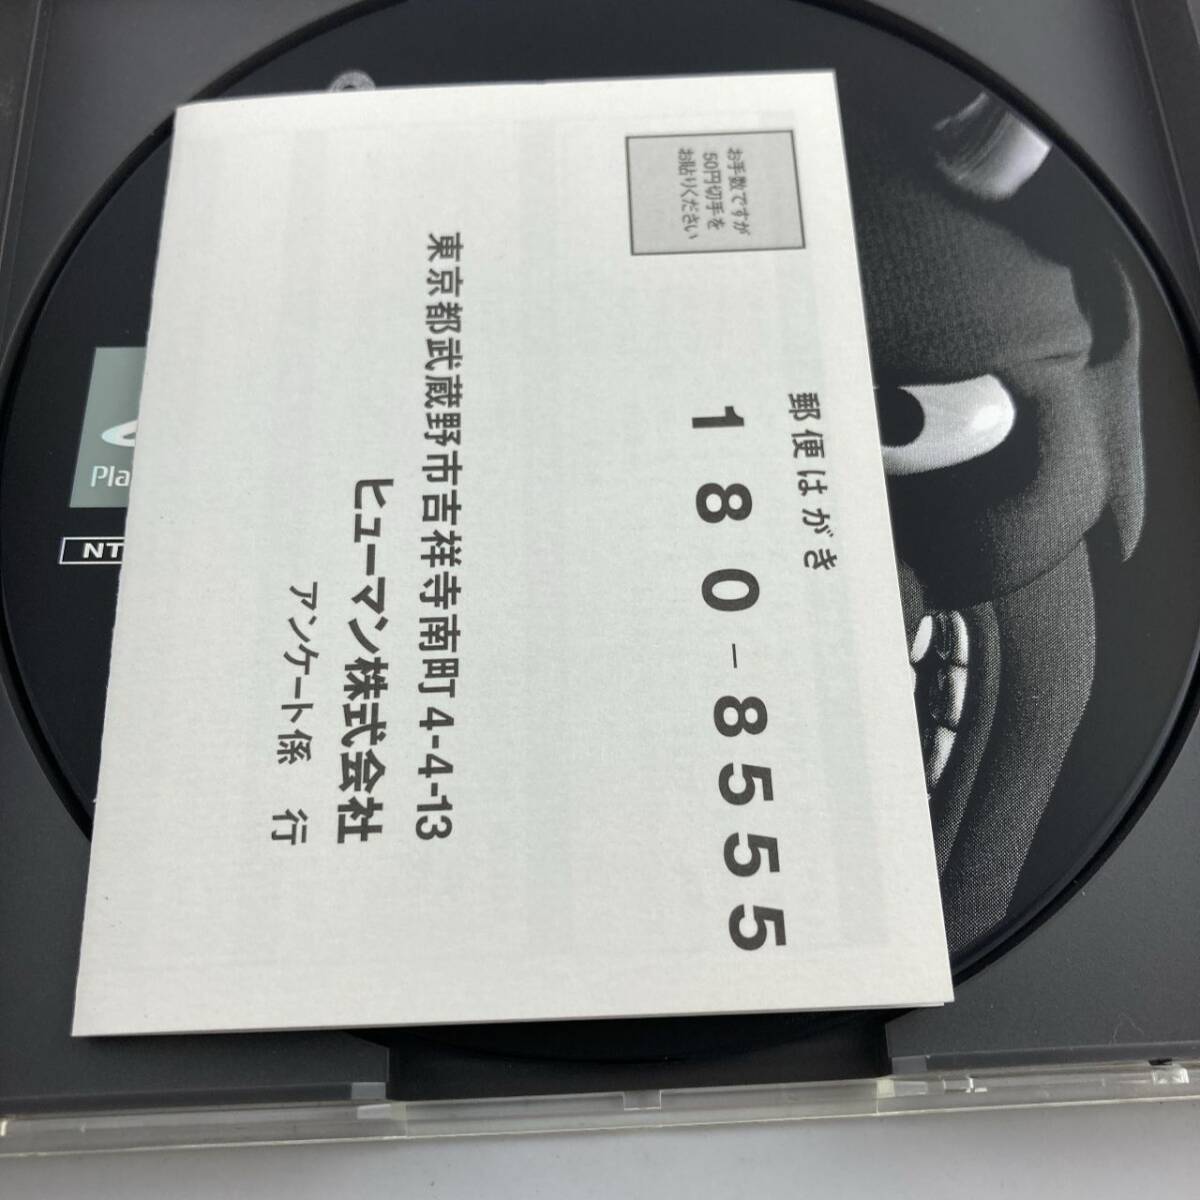 お手数ですが
50円切手を
お貼りください
郵便はがき
180-8555
東京都武蔵野市吉祥寺南町4-4-13
ヒューマン株式会社
アンケート係 行
Pla
NT